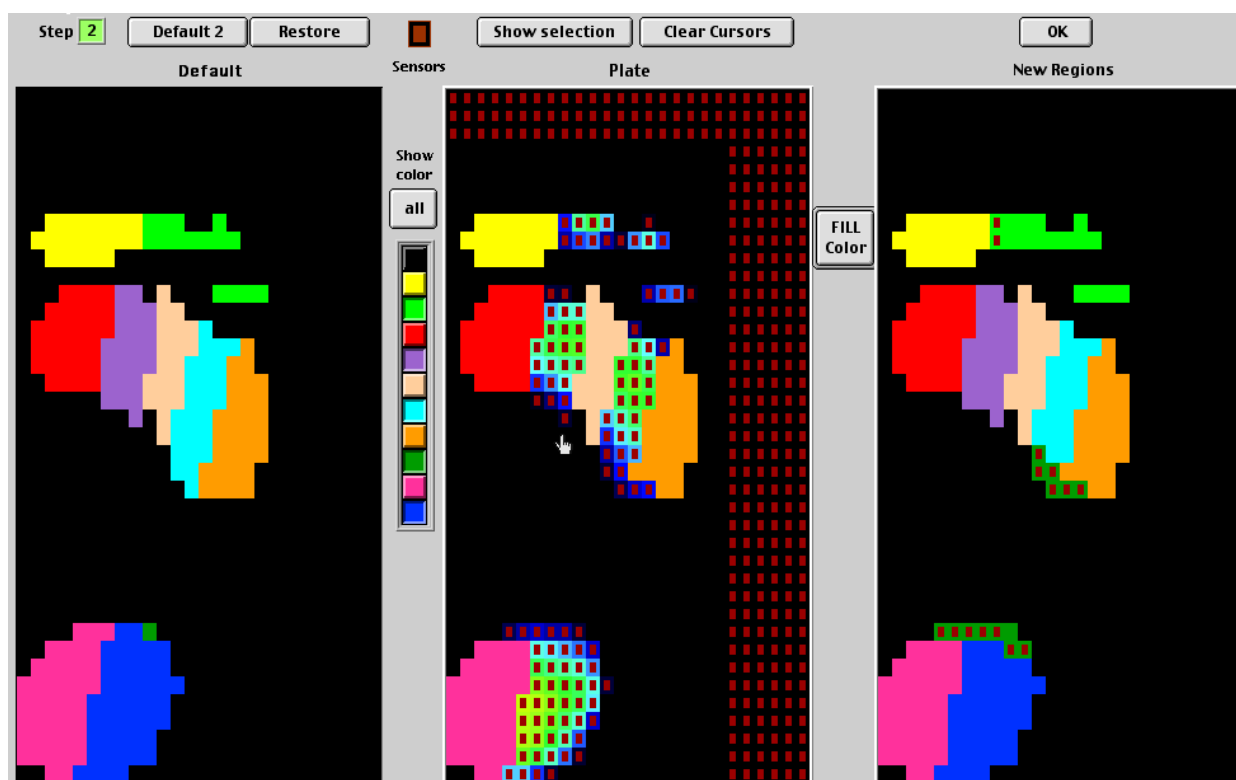 Step 2 Default 2 Restore Show selection Clear Cursors OK
Default Sensors Plate New Regions
Show
color
all
FILL
Color